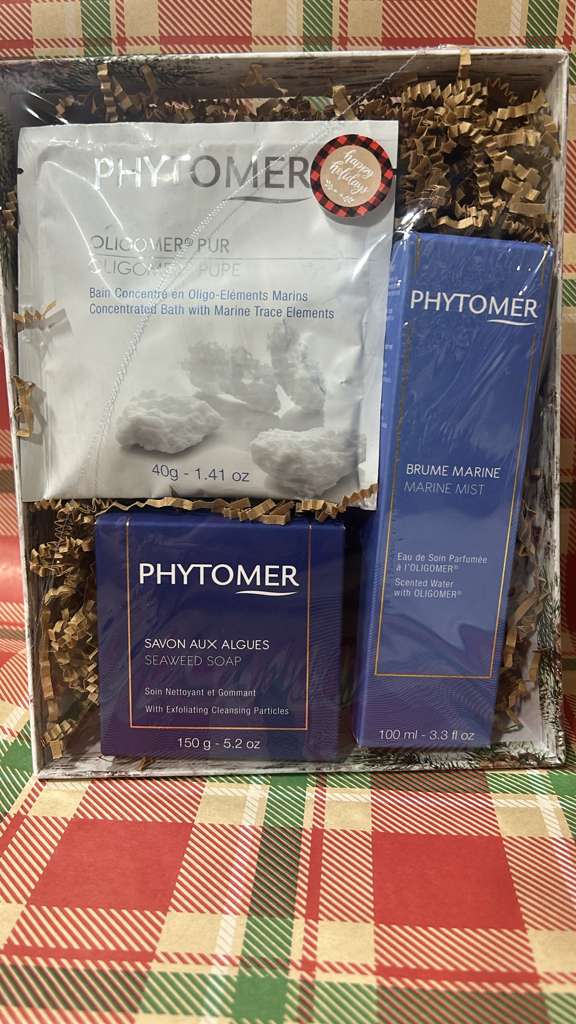 PHYTOMER
happy
holidays
OLIGOMER® PUR
OLIGOMER® PURE
Bain Concentré en Oligo-Eléments Marins
Concentrated Bath with Marine Trace Elements
40g - 1.41 oz
PHYTOMER
BRUME MARINE
MARINE MIST
Eau de Soin Parfumée
à l'OLIGOMER®
Scented Water
with OLIGOMER®
100 ml - 3.3 fl oz
PHYTOMER
SAVON AUX ALGUES
SEAWEED SOAP
Soin Nettoyant et Gommant
With Exfoliating Cleansing Particles
150 g - 5.2 oz